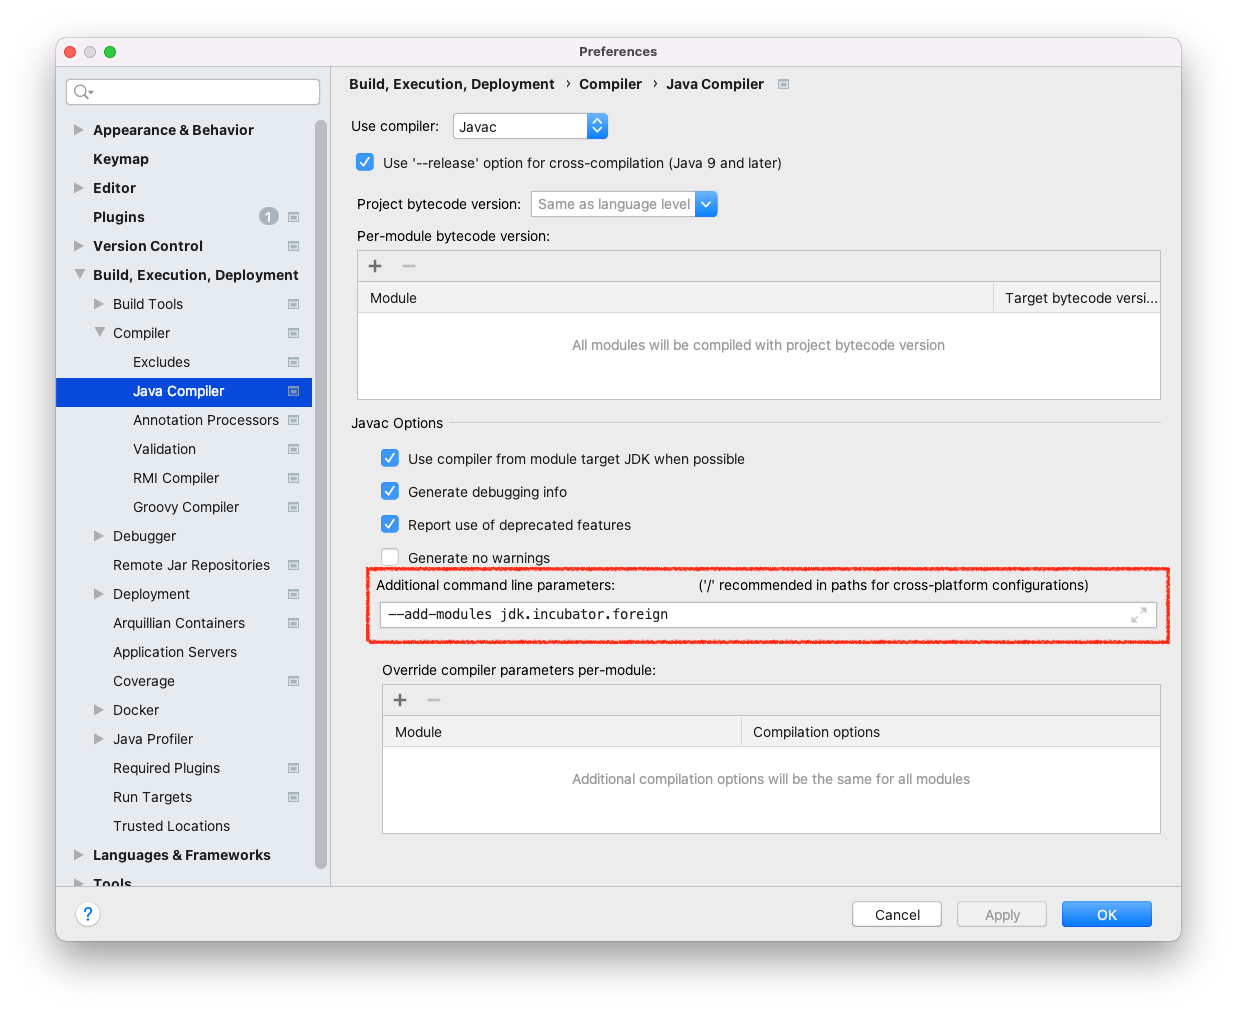 Preferences
Appearance & Behavior
Keymap
Editor
Plugins 1
Version Control
Build, Execution, Deployment
Build Tools
Compiler
Excludes
Java Compiler
Annotation Processors
Validation
RMI Compiler
Groovy Compiler
Debugger
Remote Jar Repositories
Deployment
Arquillian Containers
Application Servers
Coverage
Docker
Java Profiler
Required Plugins
Run Targets
Trusted Locations
Languages & Frameworks
Tools
Build, Execution, Deployment › Compiler › Java Compiler
Use compiler: Javac
Use '--release' option for cross-compilation (Java 9 and later)
Project bytecode version: Same as language level
Per-module bytecode version:
Module Target bytecode versi...
All modules will be compiled with project bytecode version
Javac Options
Use compiler from module target JDK when possible
Generate debugging info
Report use of deprecated features
Generate no warnings
Additional command line parameters: ('/' recommended in paths for cross-platform configurations)
--add-modules jdk.incubator.foreign
Override compiler parameters per-module:
Module Compilation options
Additional compilation options will be the same for all modules
? Cancel Apply OK